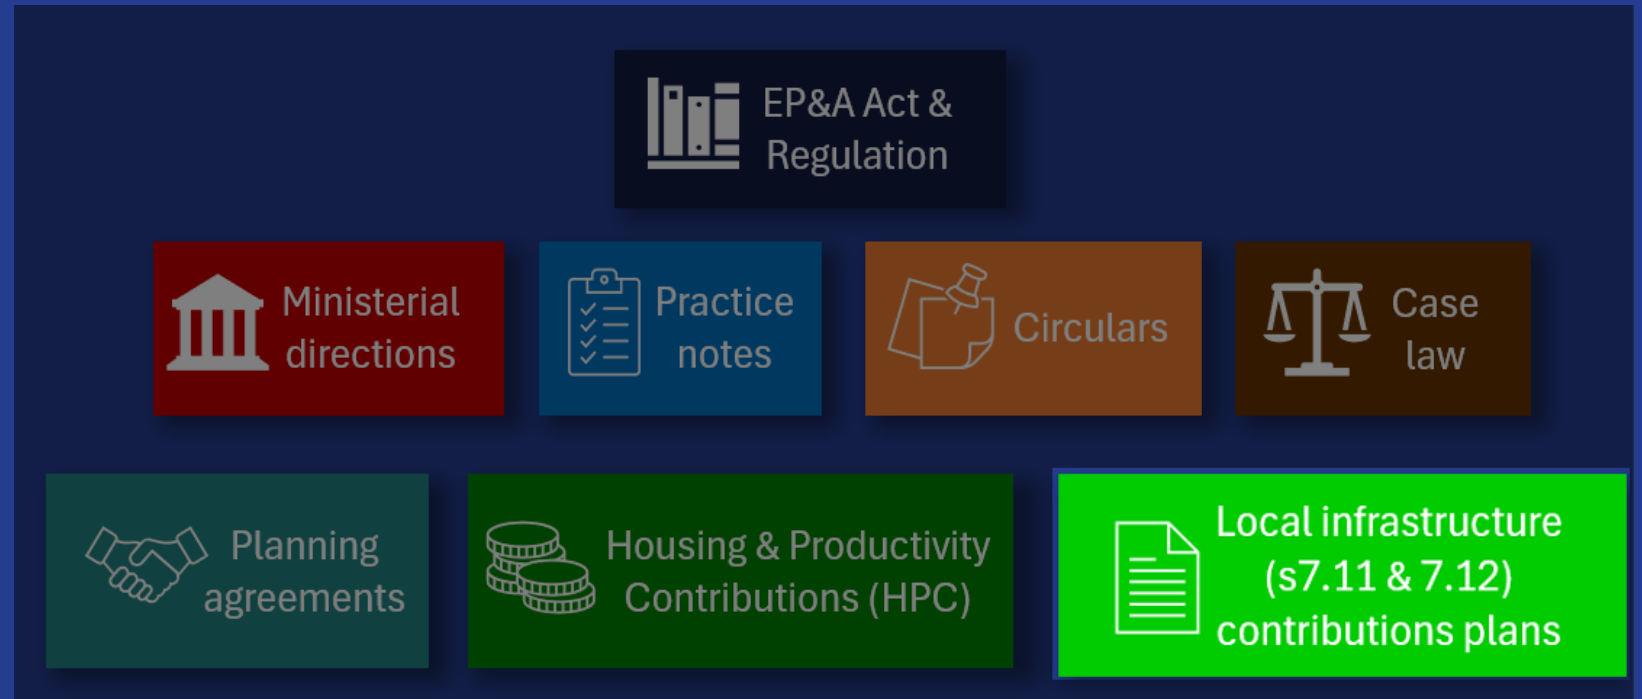 EP&A Act &
Regulation
Ministerial
directions
Practice
notes
Circulars
Case
law
Planning
agreements
Housing & Productivity
Contributions (HPC)
Local infrastructure
(s7.11 & 7.12)
contributions plans